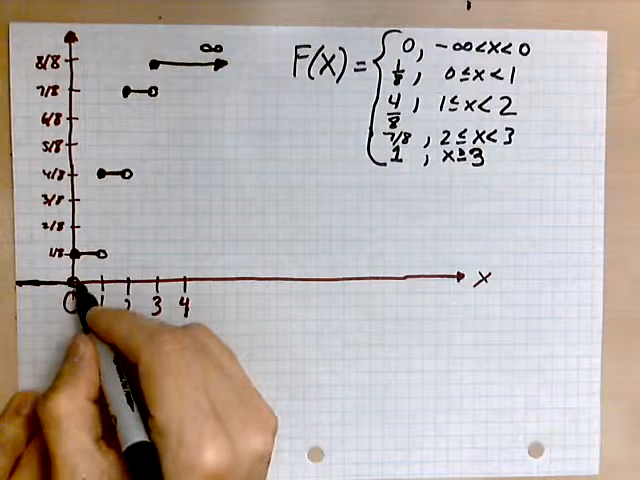 ∞
F(X) = { 0, -∞<x<0
1/8, 0≤x<1
4/8, 1≤x<2
7/8, 2≤x<3
1, x≥3
8/8
7/8
6/8
5/8
4/8
3/8
2/8
1/8
0 1 2 3 4 X